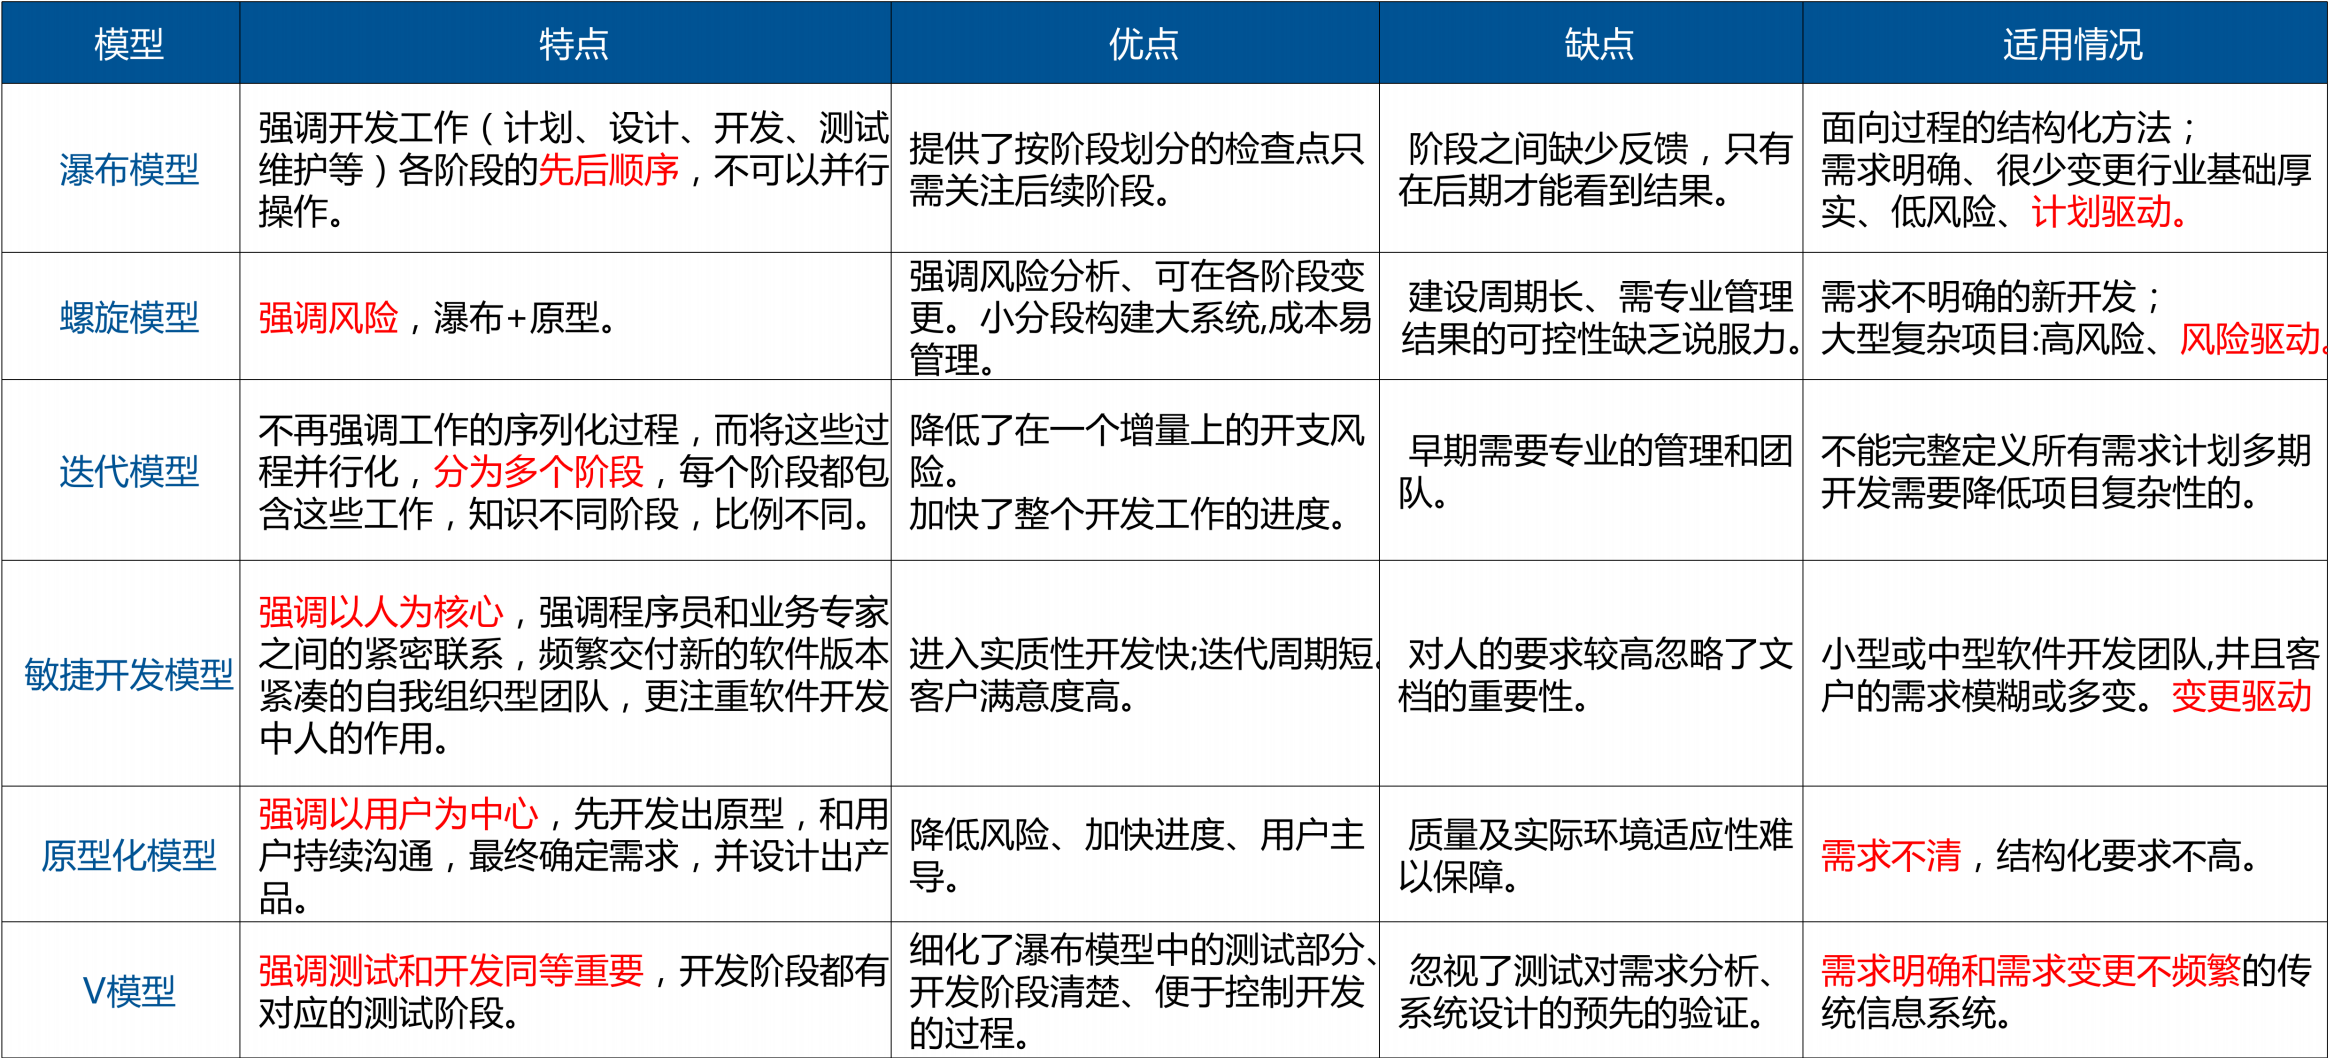 模型
特点
优点
缺点
适用情况
瀑布模型
强调开发工作（计划、设计、开发、测试
维护等）各阶段的先后顺序，不可以并行
操作。
提供了按阶段划分的检查点只
需关注后续阶段。
阶段之间缺少反馈，只有
在后期才能看到结果。
面向过程的结构化方法；
需求明确、很少变更行业基础厚
实、低风险、计划驱动。
螺旋模型
强调风险，瀑布+原型。
强调风险分析、可在各阶段变
更。小分段构建大系统,成本易
管理。
建设周期长、需专业管理
结果的可控性缺乏说服力。
需求不明确的新开发；
大型复杂项目:高风险、风险驱动。
迭代模型
不再强调工作的序列化过程，而将这些过
程并行化，分为多个阶段，每个阶段都包
含这些工作，知识不同阶段，比例不同。
降低了在一个增量上的开支风
险。
加快了整个开发工作的进度。
早期需要专业的管理和团
队。
不能完整定义所有需求计划多期
开发需要降低项目复杂性的。
敏捷开发模型
强调以人为核心，强调程序员和业务专家
之间的紧密联系，频繁交付新的软件版本
紧凑的自我组织型团队，更注重软件开发
中人的作用。
进入实质性开发快;迭代周期短。
客户满意度高。
对人的要求较高忽略了文
档的重要性。
小型或中型软件开发团队,井且客
户的需求模糊或多变。变更驱动
原型化模型
强调以用户为中心，先开发出原型，和用
户持续沟通，最终确定需求，并设计出产
品。
降低风险、加快进度、用户主
导。
质量及实际环境适应性难
以保障。
需求不清，结构化要求不高。
V模型
强调测试和开发同等重要，开发阶段都有
对应的测试阶段。
细化了瀑布模型中的测试部分、
开发阶段清楚、便于控制开发
的过程。
忽视了测试对需求分析、
系统设计的预先的验证。
需求明确和需求变更不频繁的传
统信息系统。